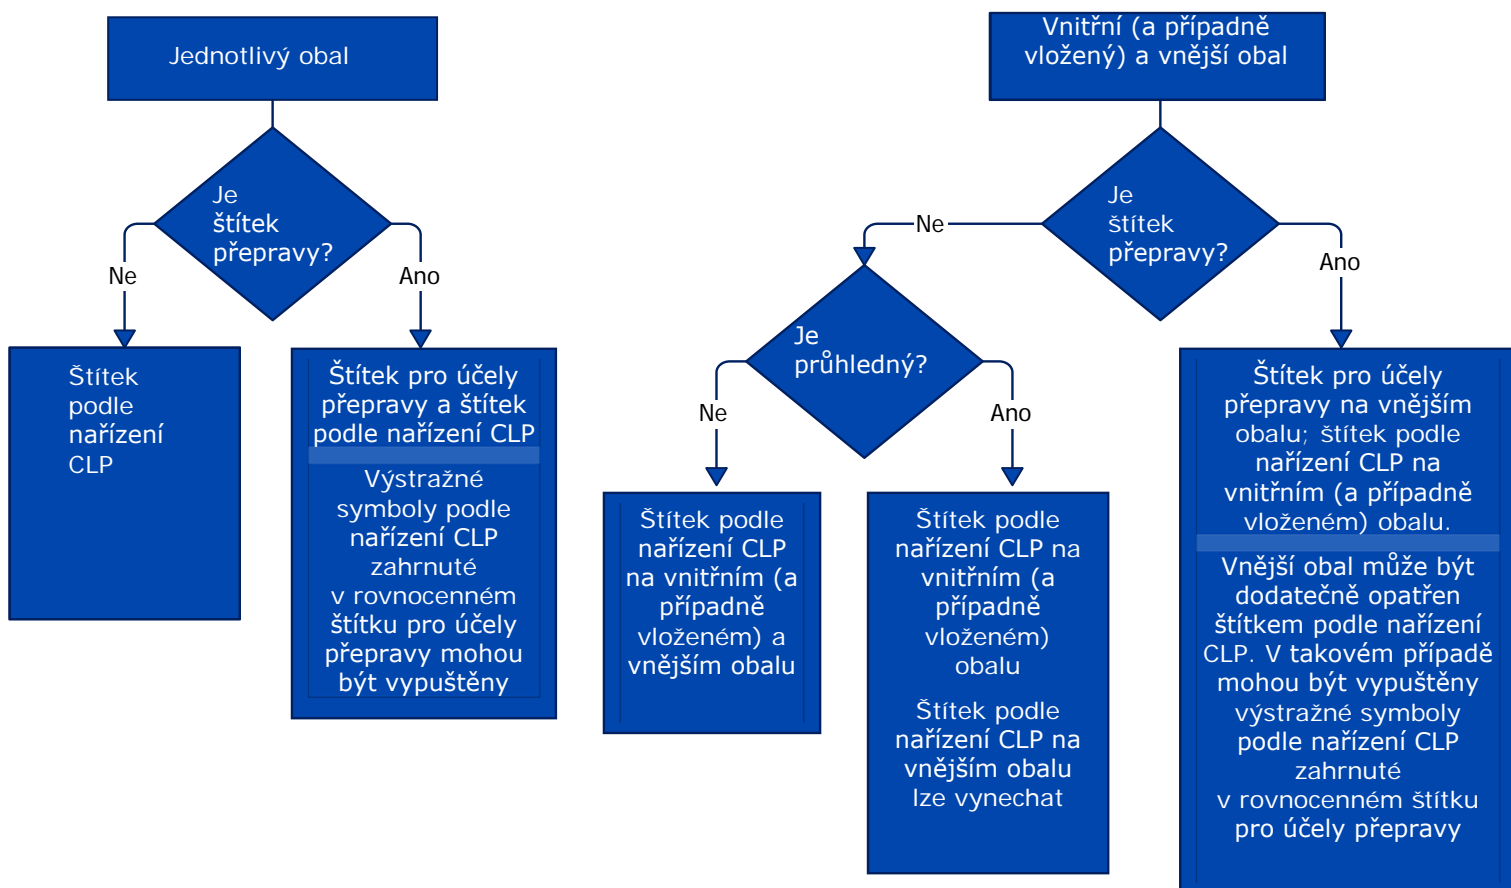 Jednotlivý obal
Je
štítek
přepravy?
Ne
Ano
Štítek
podle
nařízení
CLP
Štítek pro účely
přepravy a štítek
podle nařízení CLP
Výstražné
symboly podle
nařízení CLP
zahrnuté
v rovnocenném
štítku pro účely
přepravy mohou
být vypuštěny
Vnitřní (a případně
vložený) a vnější obal
Je
štítek
přepravy?
Ne
Ano
Je
průhledný?
Ne
Ano
Štítek podle
nařízení CLP
na vnitřním (a
případně
vloženém) a
vnějším obalu
Štítek podle
nařízení CLP na
vnitřním (a
případně
vloženém)
obalu
Štítek podle
nařízení CLP na
vnějším obalu
lze vynechat
Štítek pro účely
přepravy na vnějším
obalu; štítek podle
nařízení CLP na
vnitřním (a případně
vloženém) obalu.
Vnější obal může být
dodatečně opatřen
štítkem podle nařízení
CLP. V takovém případě
mohou být vypuštěny
výstražné symboly
podle nařízení CLP
zahrnuté
v rovnocenném štítku
pro účely přepravy